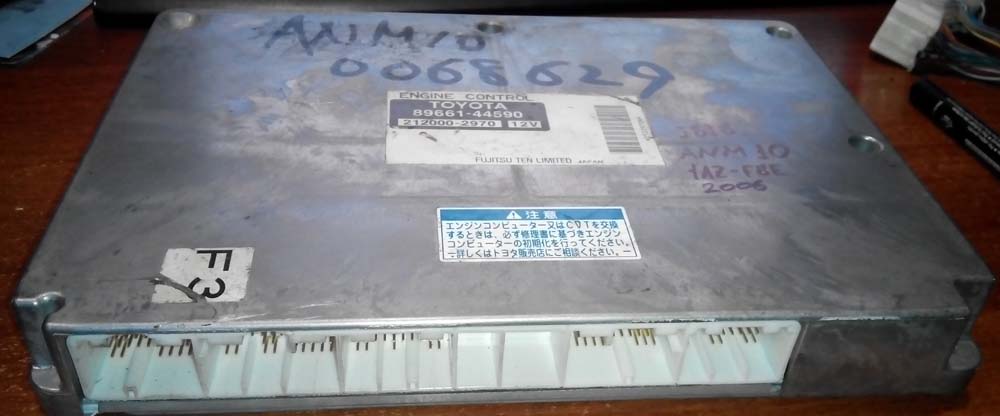 ANM10
0068629
ENGINE CONTROL
TOYOTA
89661-44590
212000-2970 12V
FUJITSU TEN LIMITED JAPAN
ANM 10
1AZ-FSE
2006
⚠ 注意
エンジンコンピューター又はCVTを交換
するときは、必ず修理書に基づきエンジン
コンピューターの初期化を行ってください。
ー詳しくはトヨタ販売店にご相談ください。ー
F3